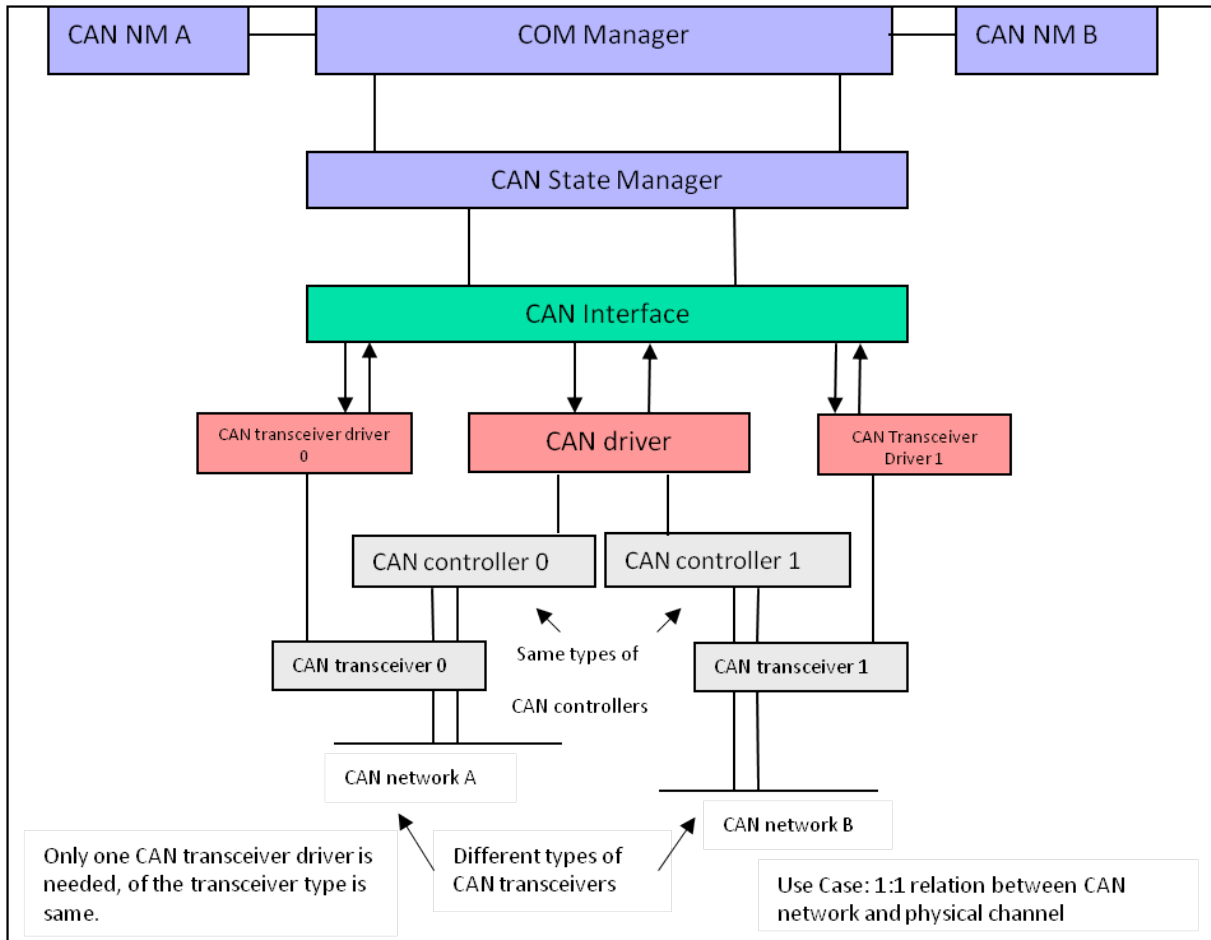 CAN NM A
COM Manager
CAN NM B
CAN State Manager
CAN Interface
CAN transceiver driver
0
CAN driver
CAN Transceiver
Driver 1
CAN controller 0
CAN controller 1
CAN transceiver 0
Same types of
CAN controllers
CAN transceiver 1
CAN network A
CAN network B
Only one CAN transceiver driver is
needed, of the transceiver type is
same.
Different types of
CAN transceivers
Use Case: 1:1 relation between CAN
network and physical channel